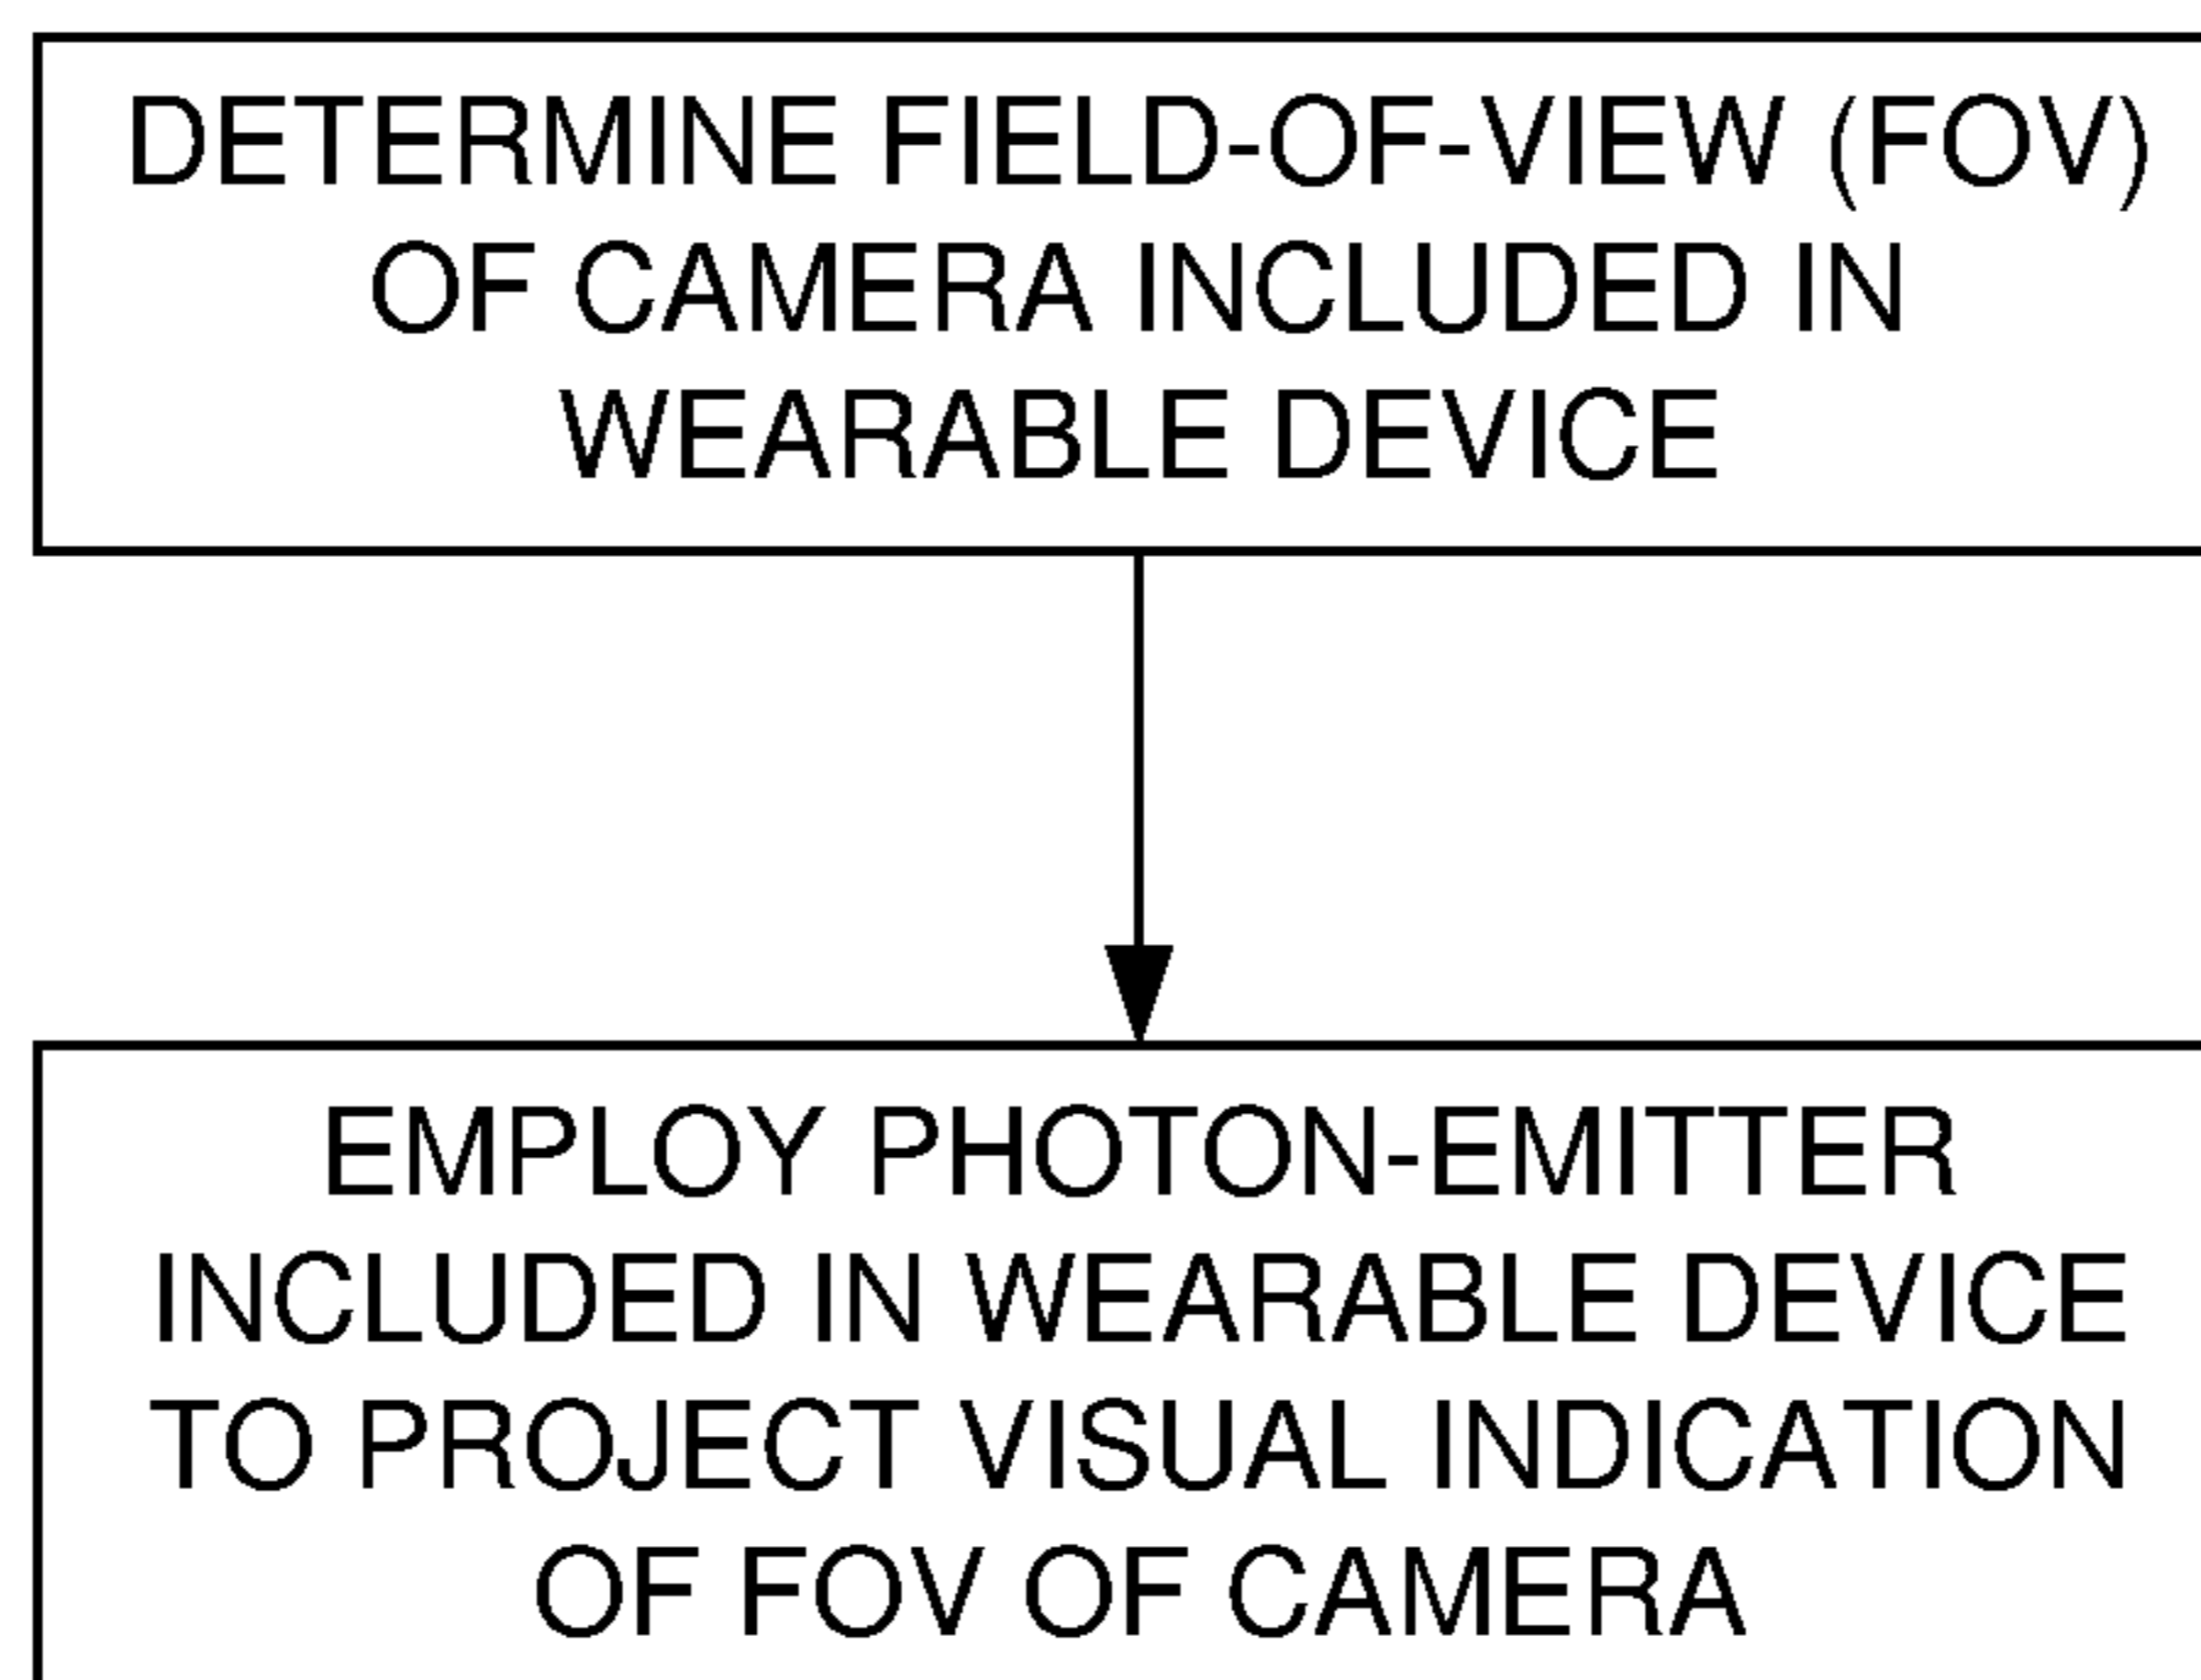 DETERMINE FIELD-OF-VIEW (FOV)
OF CAMERA INCLUDED IN
WEARABLE DEVICE
EMPLOY PHOTON-EMITTER
INCLUDED IN WEARABLE DEVICE
TO PROJECT VISUAL INDICATION
OF FOV OF CAMERA